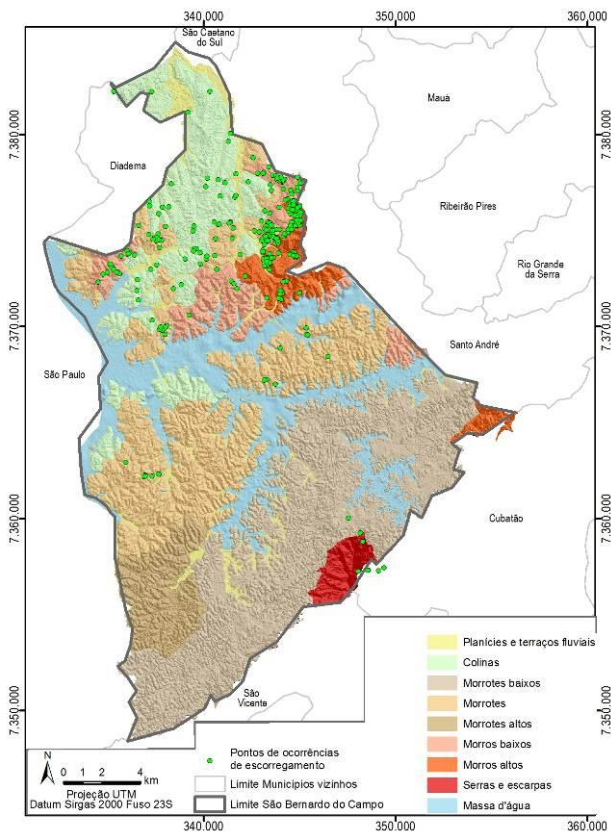 340.000 350.000 360.000
São Caetano
do Sul
Mauá
7.380.000 7.380.000
Diadema
Ribeirão Pires
Rio Grande
da Serra
7.370.000 7.370.000
Santo André
São Paulo
7.360.000 7.360.000
Cubatão
São
Vicente
7.350.000 7.350.000
Planícies e terraços fluviais
Colinas
Morrotes baixos
Morrotes
Morrotes altos
Morros baixos
Morros altos
Serras e escarpas
Massa d'água
N
0 1 2 4
km
Projeção UTM
Datum Sirgas 2000 Fuso 23S
Pontos de ocorrências
de escorregamento
Limite Municípios vizinhos
Limite São Bernardo do Campo
340.000 350.000 360.000